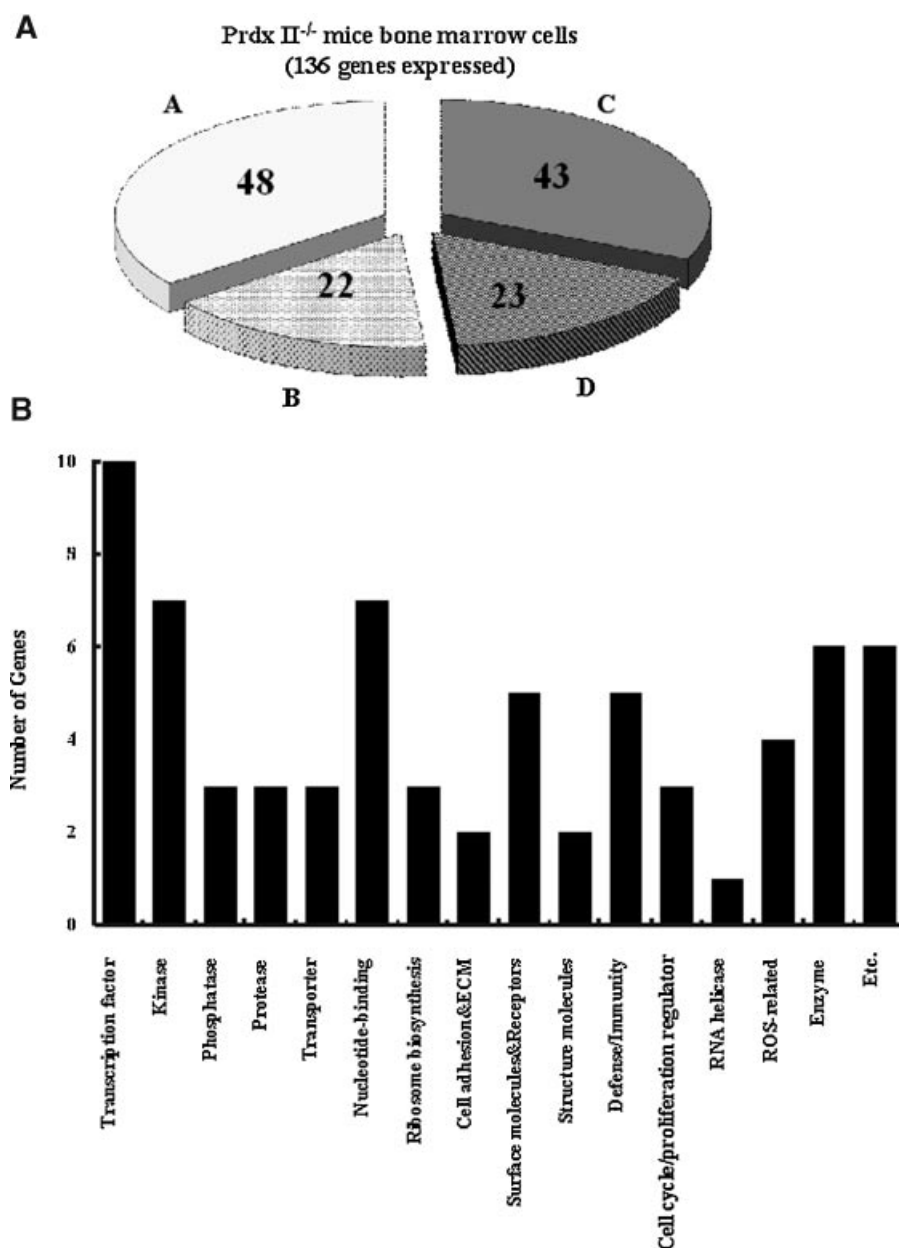 A
Prdx II-/- mice bone marrow cells
(136 genes expressed)
A
C
48
43
22
23
B
D
B
Number of Genes
10
8
6
4
2
0
Transcription factor
Kinase
Phosphatase
Protease
Transporter
Nucleotide-binding
Ribosome biosynthesis
Cell adhesion&ECM
Surface molecules&Receptors
Structure molecules
Defense/Immunity
Cell cycle/proliferation regulator
RNA helicase
ROS-related
Enzyme
Etc.